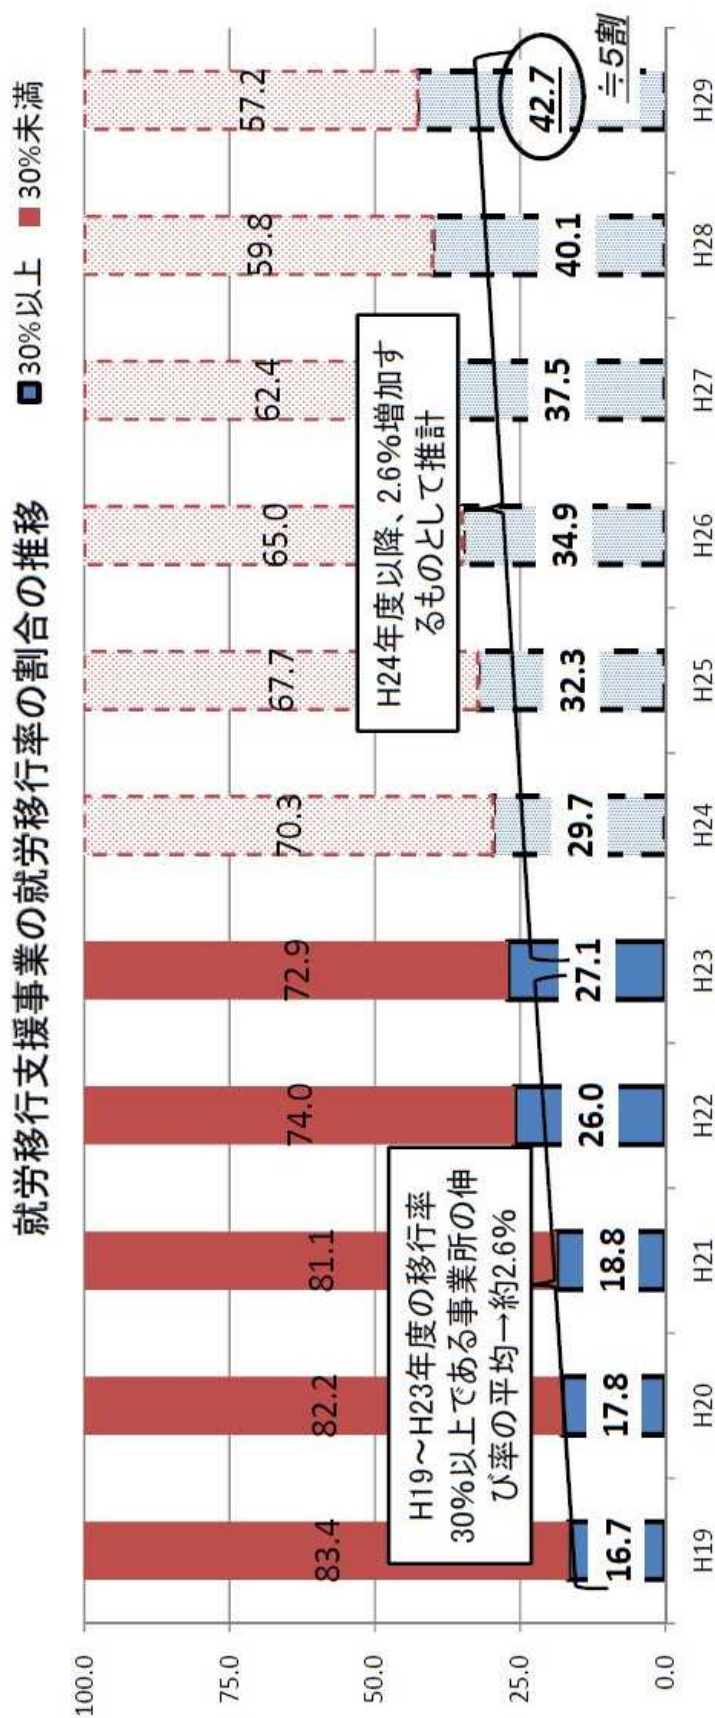 就労移行支援事業の就労移行率の割合の推移
30%以上 30%未満
100.0
75.0
50.0
25.0
0.0
83.4
82.2
81.1
74.0
72.9
70.3
67.7
65.0
62.4
59.8
57.2
H19～H23年度の移行率
30%以上である事業所の伸
び率の平均→約2.6%
H24年度以降、2.6%増加す
るものとして推計
16.7
17.8
18.8
26.0
27.1
29.7
32.3
34.9
37.5
40.1
42.7
≒5割
H19
H20
H21
H22
H23
H24
H25
H26
H27
H28
H29